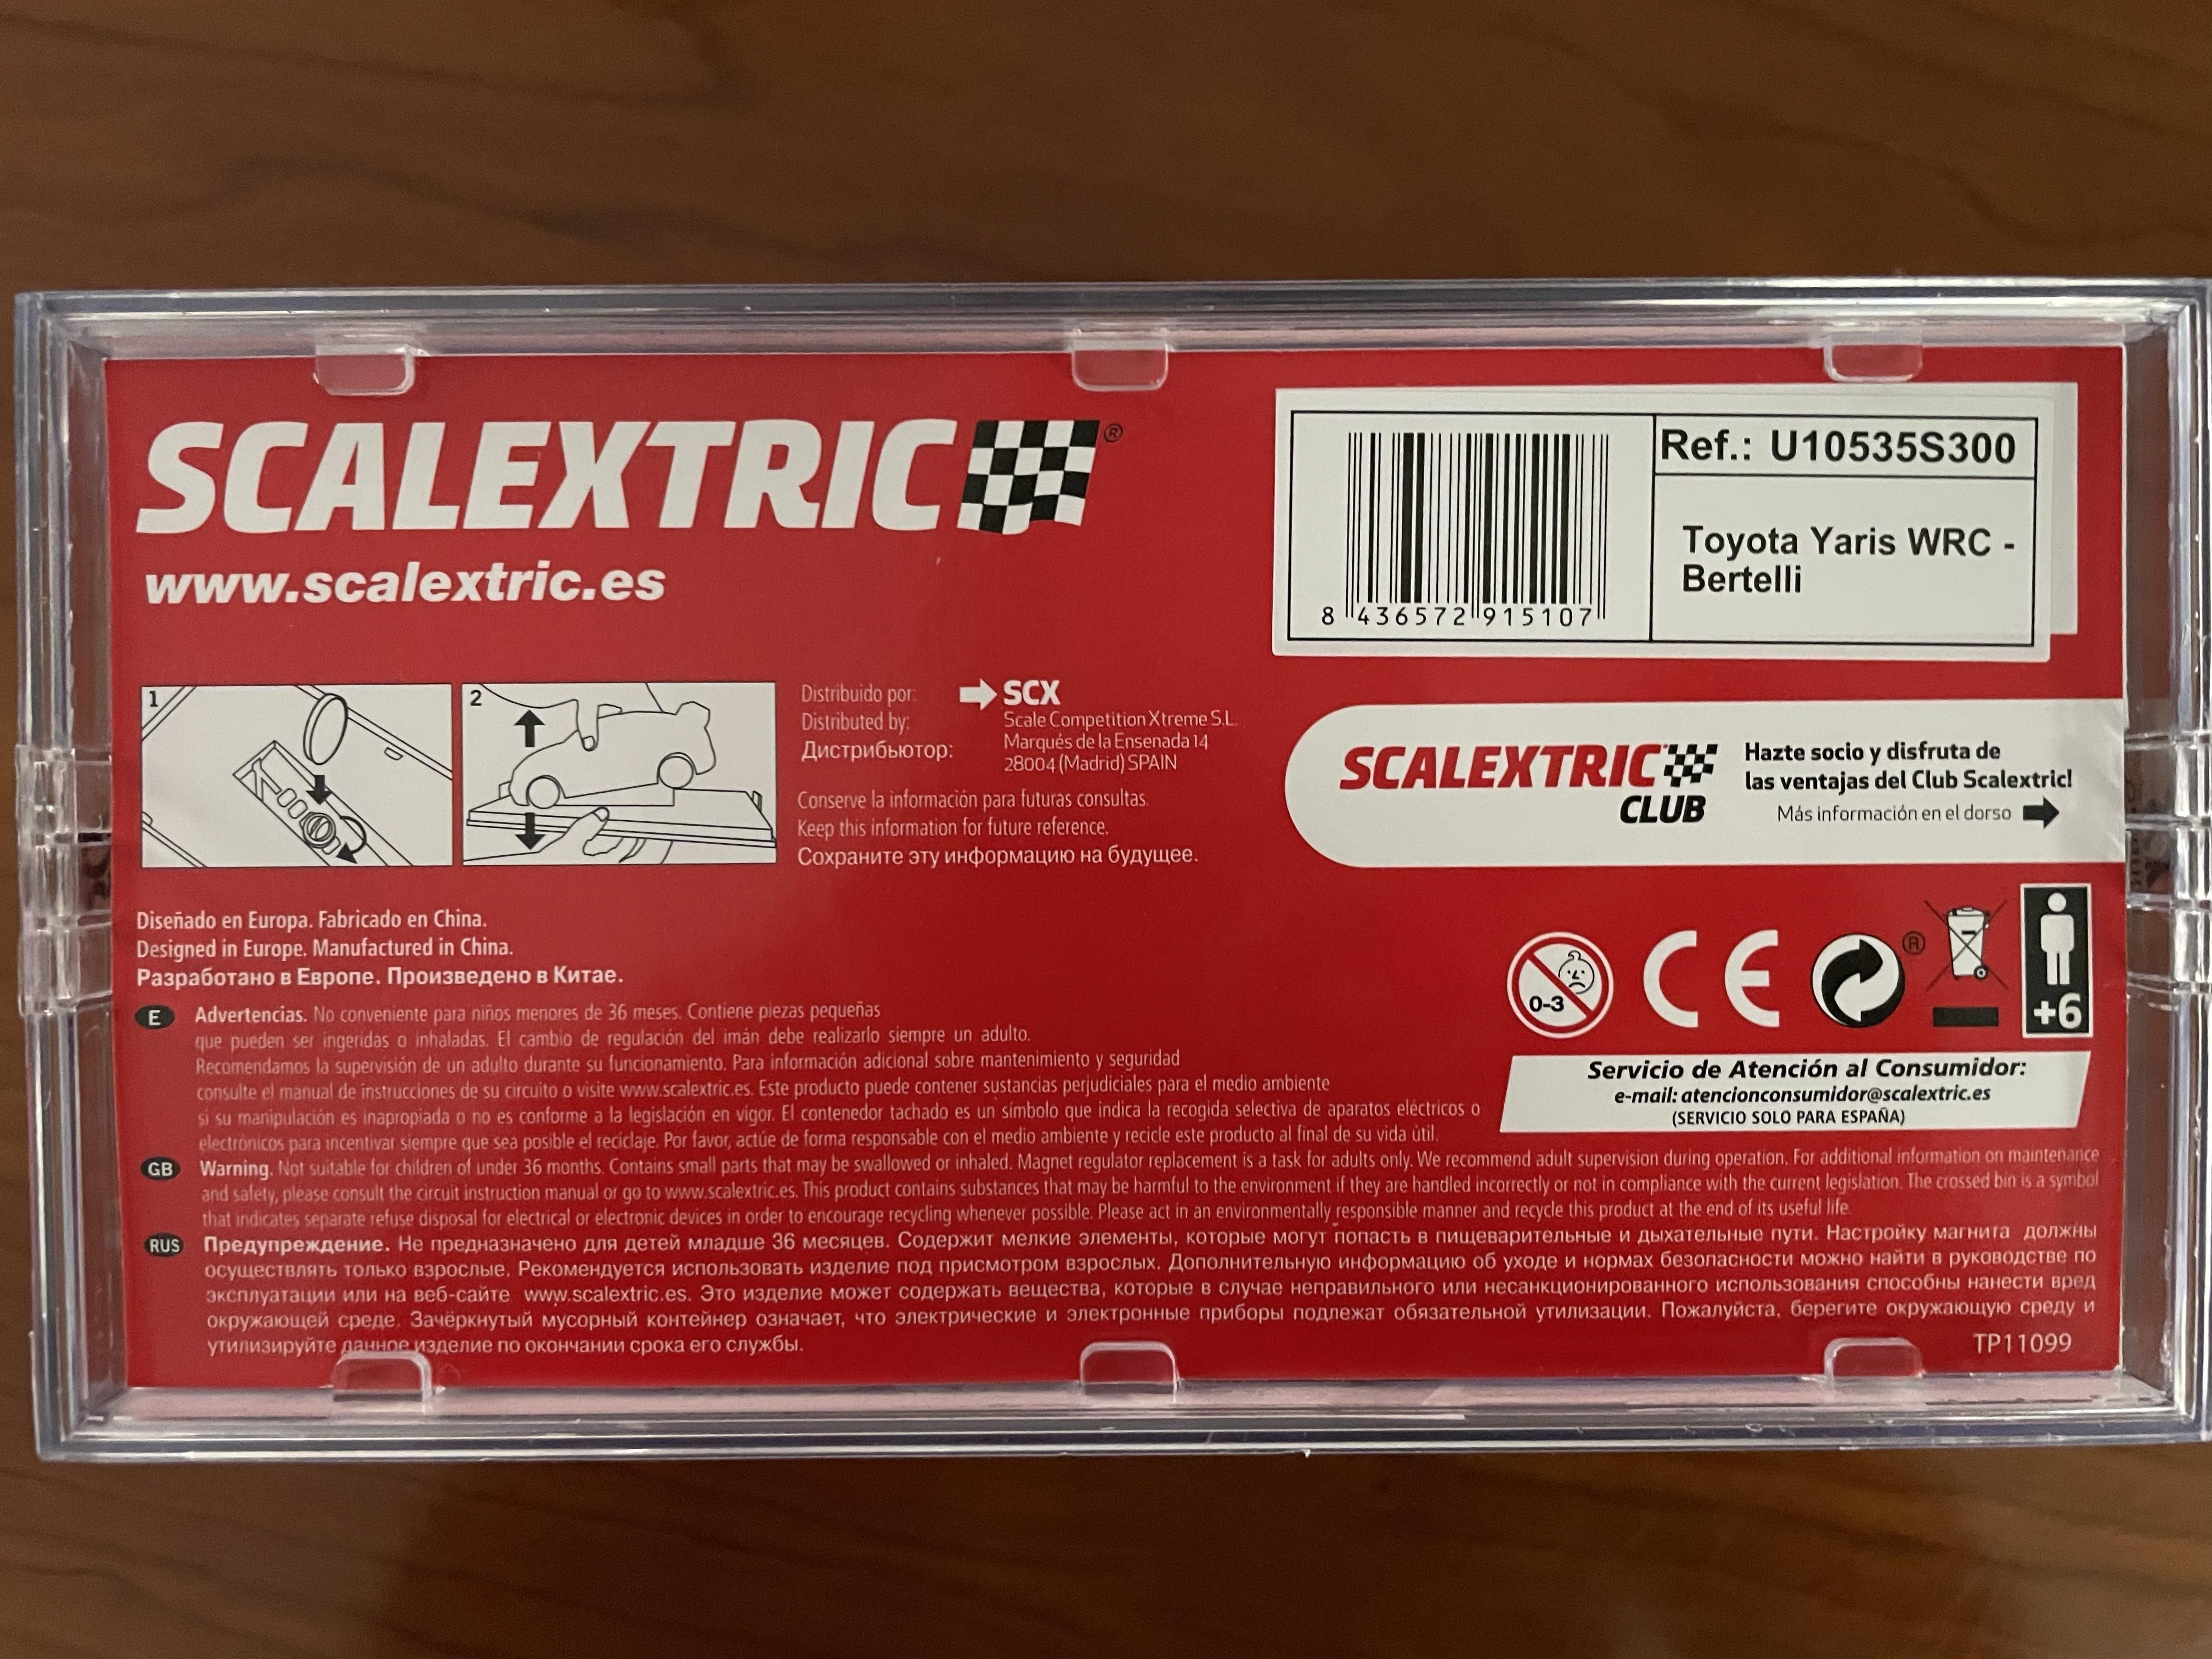 SCALEXTRIC®
www.scalextric.es
Ref.: U10535S300
Toyota Yaris WRC -
Bertelli
8 436572 915107
1
2
Distribuido por:
Distributed by:
Дистрибьютор:
SCX
Scale Competition Xtreme S.L.
Marqués de la Ensenada 14
28004 (Madrid) SPAIN
Conserve la información para futuras consultas.
Keep this information for future reference.
Сохраните эту информацию на будущее.
SCALEXTRIC
CLUB
Hazte socio y disfruta de
las ventajas del Club Scalextric!
Más información en el dorso
Diseñado en Europa. Fabricado en China.
Designed in Europe. Manufactured in China.
Разработано в Европе. Произведено в Китае.
0-3
CE
®
+6
Servicio de Atención al Consumidor:
e-mail: atencionconsumidor@scalextric.es
(SERVICIO SOLO PARA ESPAÑA)
E Advertencias. No conveniente para niños menores de 36 meses. Contiene piezas pequeñas
que pueden ser ingeridas o inhaladas. El cambio de regulación del imán debe realizarlo siempre un adulto.
Recomendamos la supervisión de un adulto durante su funcionamiento. Para información adicional sobre mantenimiento y seguridad
consulte el manual de instrucciones de su circuito o visite www.scalextric.es. Este producto puede contener sustancias perjudiciales para el medio ambiente
si su manipulación es inapropiada o no es conforme a la legislación en vigor. El contenedor tachado es un símbolo que indica la recogida selectiva de aparatos eléctricos o
electrónicos para incentivar siempre que sea posible el reciclaje. Por favor, actúe de forma responsable con el medio ambiente y recicle este producto al final de su vida útil.
GB Warning. Not suitable for children of under 36 months. Contains small parts that may be swallowed or inhaled. Magnet regulator replacement is a task for adults only. We recommend adult supervision during operation. For additional information on maintenance
and safety, please consult the circuit instruction manual or go to www.scalextric.es. This product contains substances that may be harmful to the environment if they are handled incorrectly or not in compliance with the current legislation. The crossed bin is a symbol
that indicates separate refuse disposal for electrical or electronic devices in order to encourage recycling whenever possible. Please act in an environmentally responsible manner and recycle this product at the end of its useful life.
RUS Предупреждение. Не предназначено для детей младше 36 месяцев. Содержит мелкие элементы, которые могут попасть в пищеварительные и дыхательные пути. Настройку магнита должны
осуществлять только взрослые. Рекомендуется использовать изделие под присмотром взрослых. Дополнительную информацию об уходе и нормах безопасности можно найти в руководстве по
эксплуатации или на веб-сайте www.scalextric.es. Это изделие может содержать вещества, которые в случае неправильного или несанкционированного использования способны нанести вред
окружающей среде. Зачёркнутый мусорный контейнер означает, что электрические и электронные приборы подлежат обязательной утилизации. Пожалуйста, берегите окружающую среду и
утилизируйте данное изделие по окончании срока его службы.
TP11099